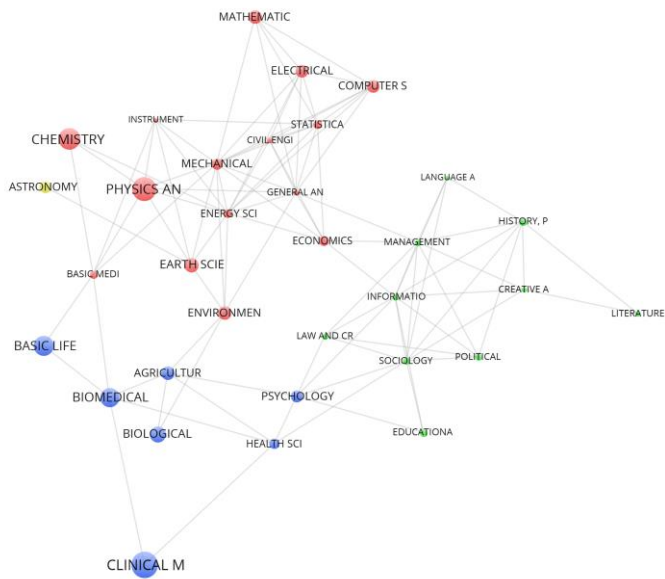 MATHEMATIC
ELECTRICAL
COMPUTER S
INSTRUMENT
STATISTICA
CHEMISTRY
CIVIL ENGI
MECHANICAL
LANGUAGE A
ASTRONOMY
PHYSICS AN
GENERAL AN
ENERGY SCI
HISTORY, P
ECONOMICS
MANAGEMENT
EARTH SCIE
BASIC MEDI
CREATIVE A
INFORMATIO
ENVIRONMEN
LITERATURE
LAW AND CR
BASIC LIFE
SOCIOLOGY
POLITICAL
AGRICULTUR
BIOMEDICAL
PSYCHOLOGY
BIOLOGICAL
EDUCATIONA
HEALTH SCI
CLINICAL M